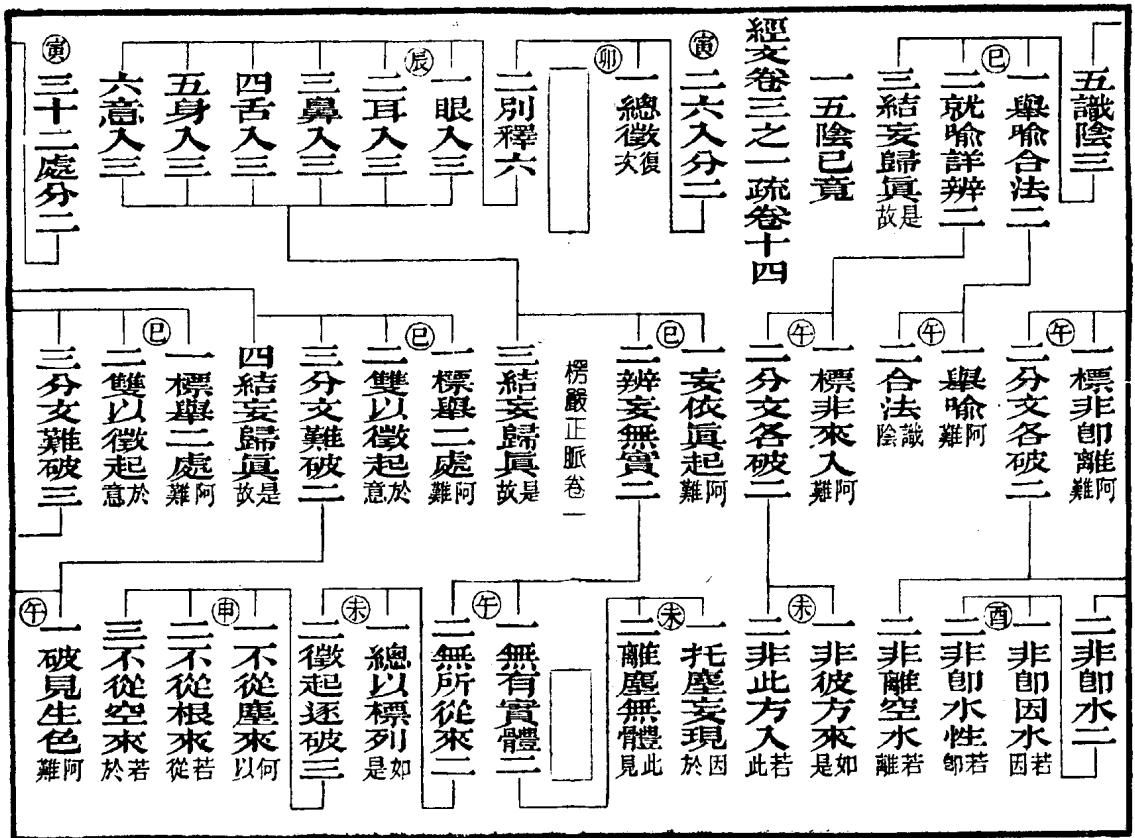 五識陰三
㊂巳
一舉喻合法二
二就喻詳辨二
三結妄歸眞是故
一五陰已竟
經文卷三之一疏卷十四
寅
二六入分二
卯
一總徵復次
二別釋六
辰
一眼入三
二耳入三
三鼻入三
四舌入三
五身入三
六意入三
寅
三十二處分二
一標非卽離阿難
午
二分文各破二
一舉喻阿難
午
二合法識陰
一標非來入阿難
午
二分文各破二
一妄依眞起阿難
巳
二辨妄無實二
楞嚴正脈卷一
三結妄歸眞是故
一標舉二處阿難
巳
二雙以徵起於意
三分文難破二
四結妄歸眞是故
一標舉二處阿難
巳
二雙以徵起於意
三分文難破三
二非卽水二
一非卽因水若因
酉
二非卽水性若卽
二非離空水若離
一非彼方來如是
未
二非此方入若此
一托塵妄現因於
未
二離塵無體此見
一無有實體二
午
二無所從來二
一總以標列如是
未
二徵起逐破三
一不從塵來何以
申
二不從根來若從
三不從空來若於
一破見生色阿難
午